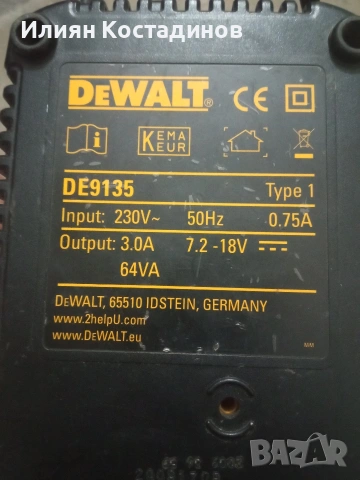 Илиян Костадинов
DEWALT®
CE
i
KEMA
KEUR
DE9135 Type 1
Input: 230V~ 50Hz 0.75A
Output: 3.0A 7.2 -18V
64VA
DEWALT, 65510 IDSTEIN, GERMANY
www.2helpU.com
www.DEWALT.eu
MM
BAZAR